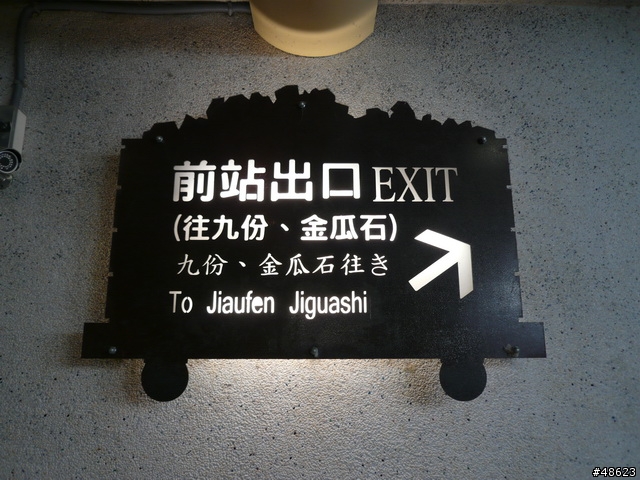 前站出口 EXIT
(往九份、金瓜石)
九份、金瓜石往き
To Jiaufen Jiguashi
#48623